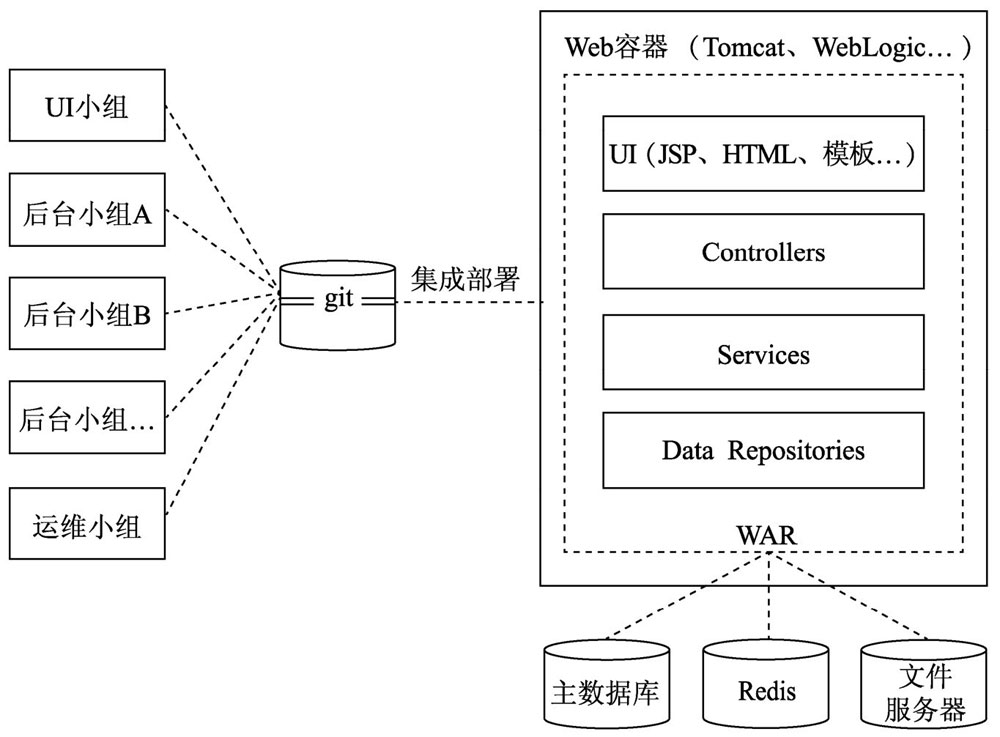 UI小组
后台小组A
后台小组B
后台小组…
运维小组
git
集成部署
Web容器（Tomcat、WebLogic…）
UI（JSP、HTML、模板…）
Controllers
Services
Data Repositories
WAR
主数据库
Redis
文件
服务器